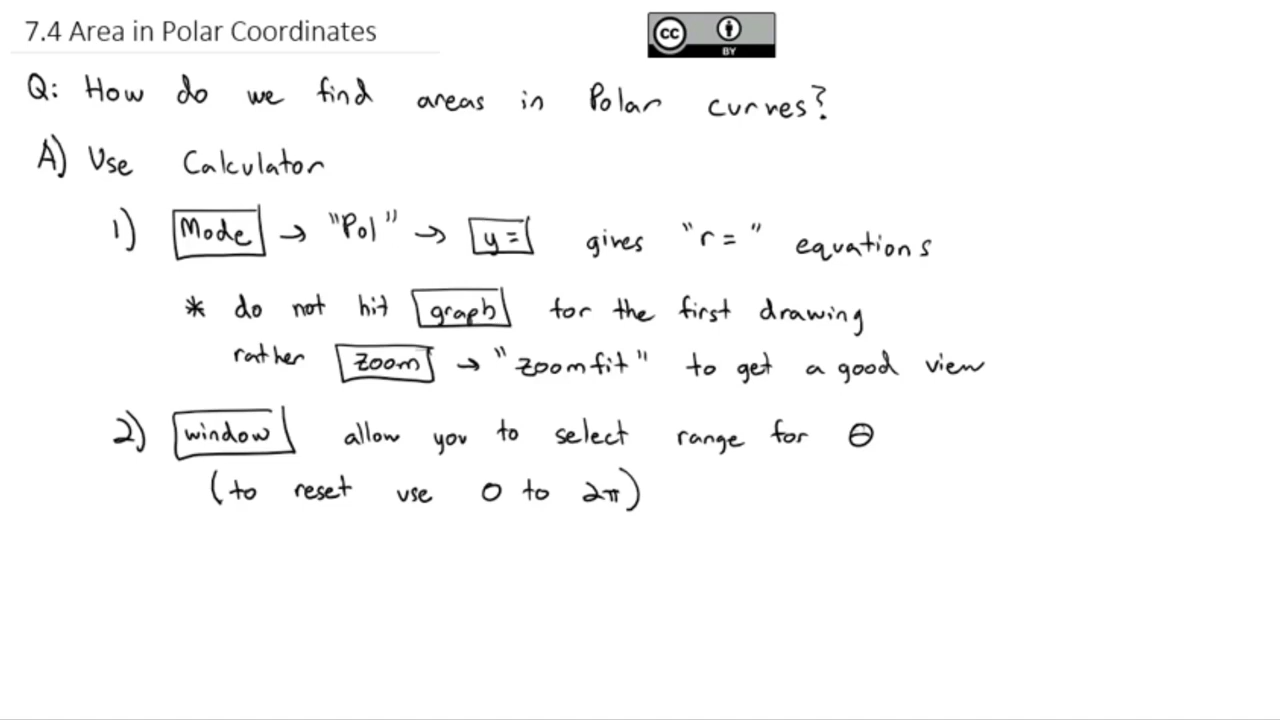 7.4 Area in Polar Coordinates
cc BY
Q: How do we find areas in Polar curves?
A) Use Calculator
1) Mode → "Pol" → y= gives "r=" equations
* do not hit graph for the first drawing
rather zoom → "zoomfit" to get a good view
2) window allow you to select range for θ
(to reset use 0 to 2π)